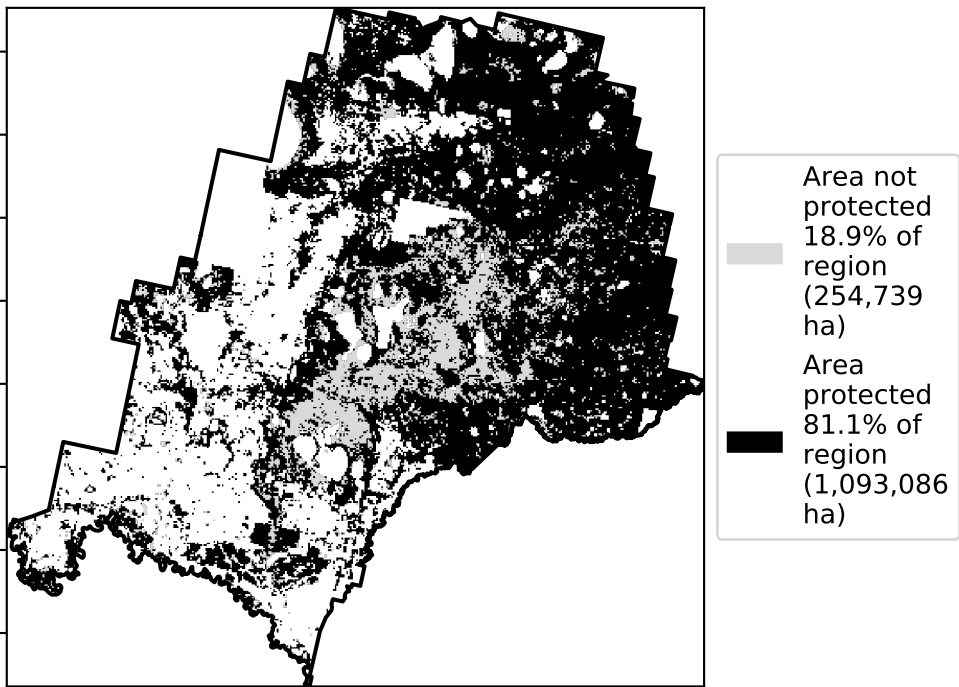 Area not
protected
18.9% of
region
(254,739
ha)
Area
protected
81.1% of
region
(1,093,086
ha)